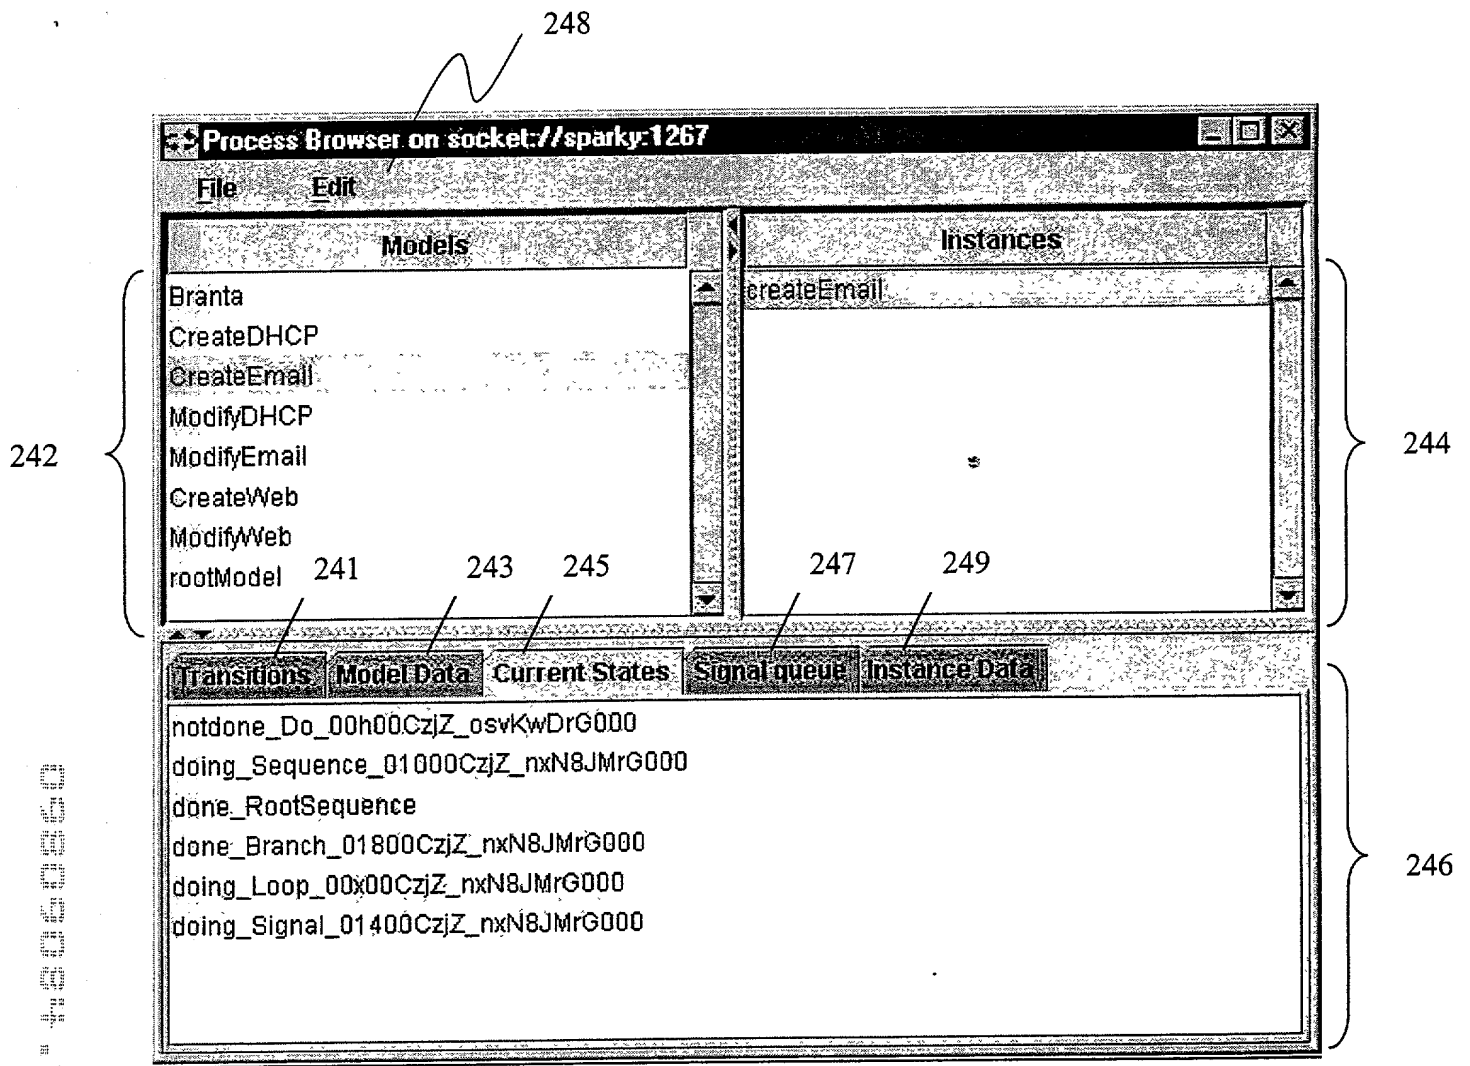 248
Process Browser on socket://sparky:1267
File Edit
Models
Instances
Branta
CreateDHCP
CreateEmail
ModifyDHCP
ModifyEmail
CreateWeb
ModifyWeb
rootModel
createEmail
242
244
241 243 245 247 249
Transitions Model Data Current States Signal queue Instance Data
notdone_Do_00h00CzjZ_osvKwDrG000
doing_Sequence_01000CzjZ_nxN8JMrG000
done_RootSequence
done_Branch_01800CzjZ_nxN8JMrG000
doing_Loop_00x00CzjZ_nxN8JMrG000
doing_Signal_01400CzjZ_nxN8JMrG000
246